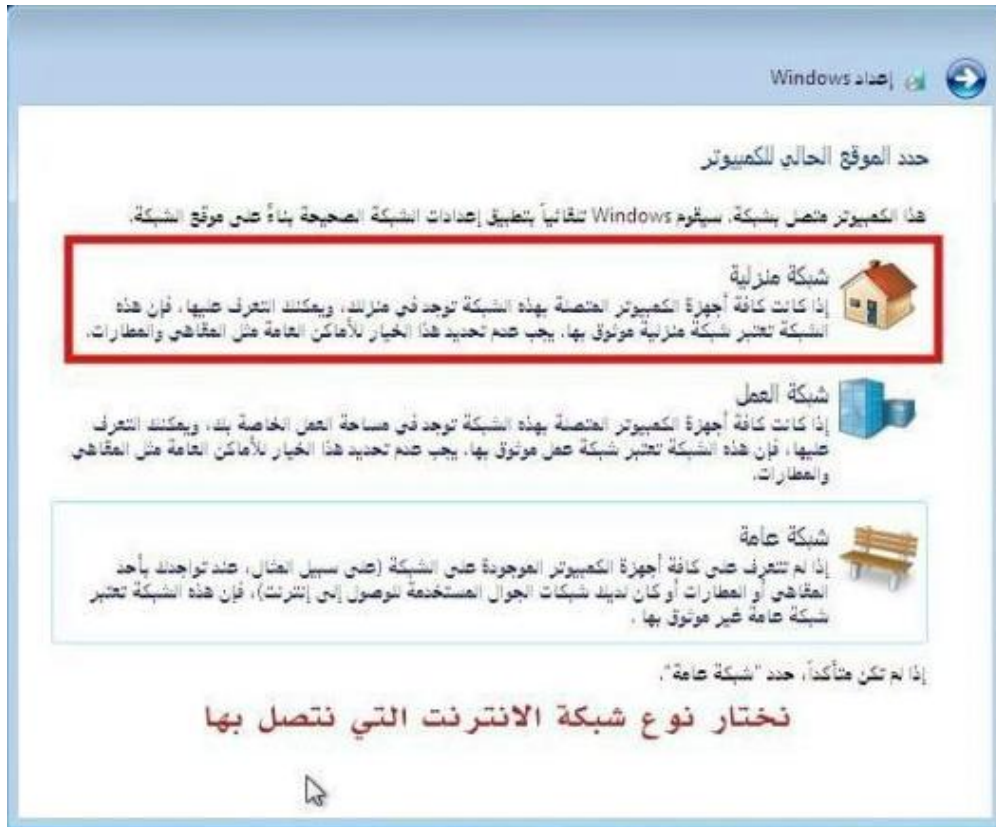 إعداد Windows
حدد الموقع الحالي للكمبيوتر
هذا الكمبيوتر متصل بشبكة. سيقوم Windows تلقائياً بتطبيق إعدادات الشبكة الصحيحة بناءً على موقع الشبكة.
شبكة منزلية
إذا كانت كافة أجهزة الكمبيوتر المتصلة بهذه الشبكة توجد في منزلك، ويمكنك التعرف عليها، فإن هذه
الشبكة تعتبر شبكة منزلية موثوق بها. يجب عدم تحديد هذا الخيار للأماكن العامة مثل المقاهي والمطارات.
شبكة العمل
إذا كانت كافة أجهزة الكمبيوتر المتصلة بهذه الشبكة توجد في مساحة العمل الخاصة بك، ويمكنك التعرف
عليها، فإن هذه الشبكة تعتبر شبكة عمل موثوق بها. يجب عدم تحديد هذا الخيار للأماكن العامة مثل المقاهي
والمطارات.
شبكة عامة
إذا لم تتعرف على كافة أجهزة الكمبيوتر الموجودة على الشبكة (على سبيل المثال، عند تواجدك بأحد
المقاهي أو المطارات أو كان لديك شبكات الجوال المستخدمة للوصول إلى إنترنت)، فإن هذه الشبكة تعتبر
شبكة عامة غير موثوق بها .
إذا لم تكن متأكداً، حدد "شبكة عامة".
نختار نوع شبكة الانترنت التي نتصل بها